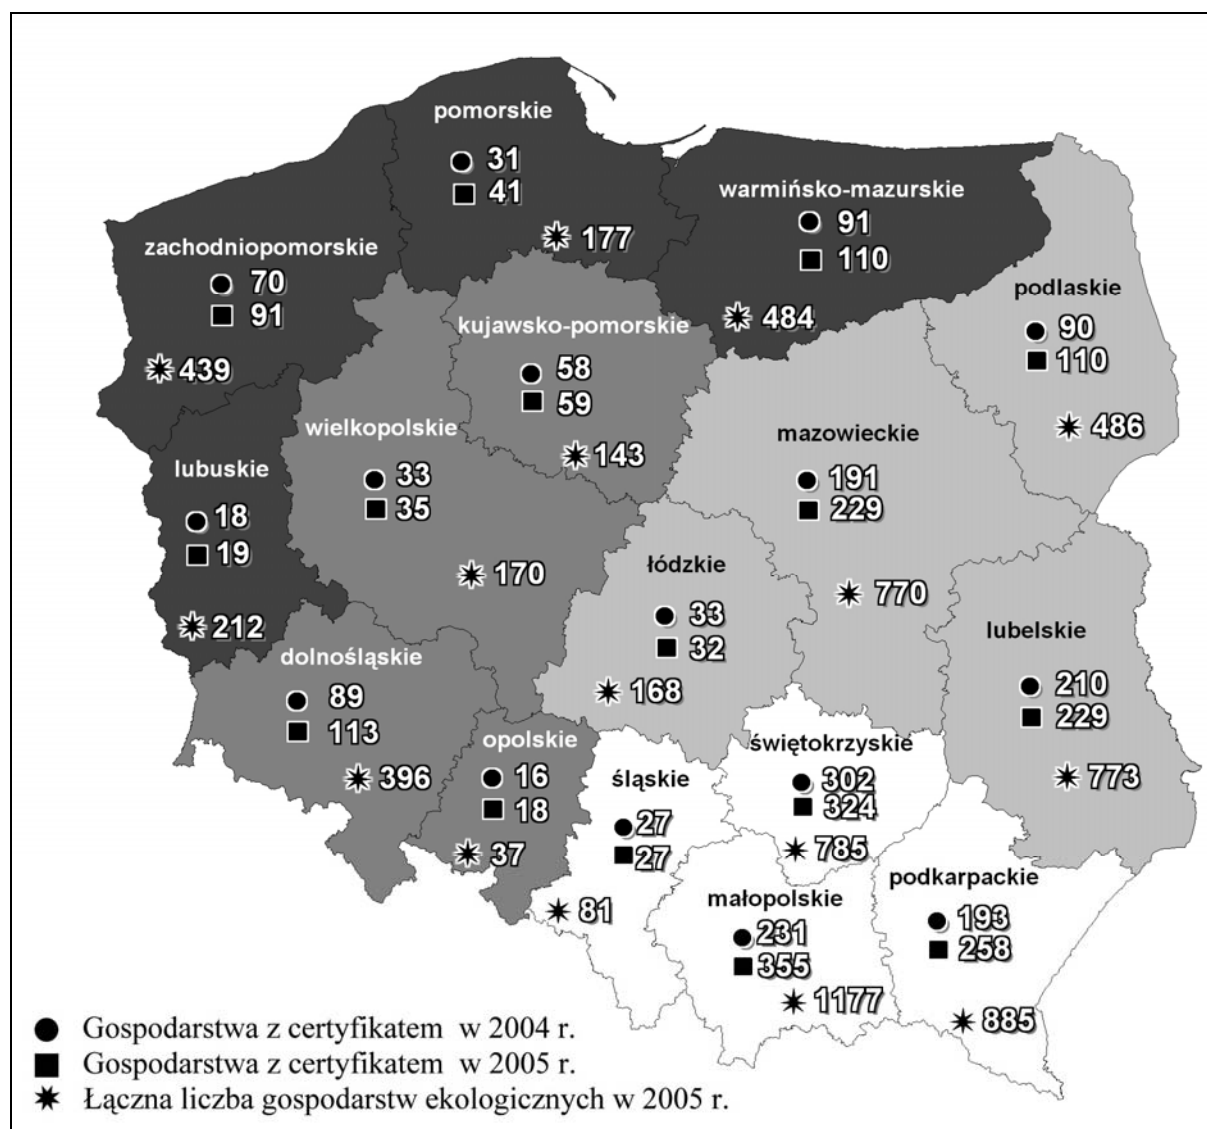 pomorskie
31
41
177
warmińsko-mazurskie
91
110
484
zachodniopomorskie
70
91
439
kujawsko-pomorskie
58
59
143
podlaskie
90
110
486
wielkopolskie
33
35
170
mazowieckie
191
229
770
lubuskie
18
19
212
łódzkie
33
32
168
lubelskie
210
229
773
dolnośląskie
89
113
396
opolskie
16
18
37
śląskie
27
27
81
świętokrzyskie
302
324
785
małopolskie
231
355
1177
podkarpackie
193
258
885
Gospodarstwa z certyfikatem w 2004 r.
Gospodarstwa z certyfikatem w 2005 r.
Łączna liczba gospodarstw ekologicznych w 2005 r.